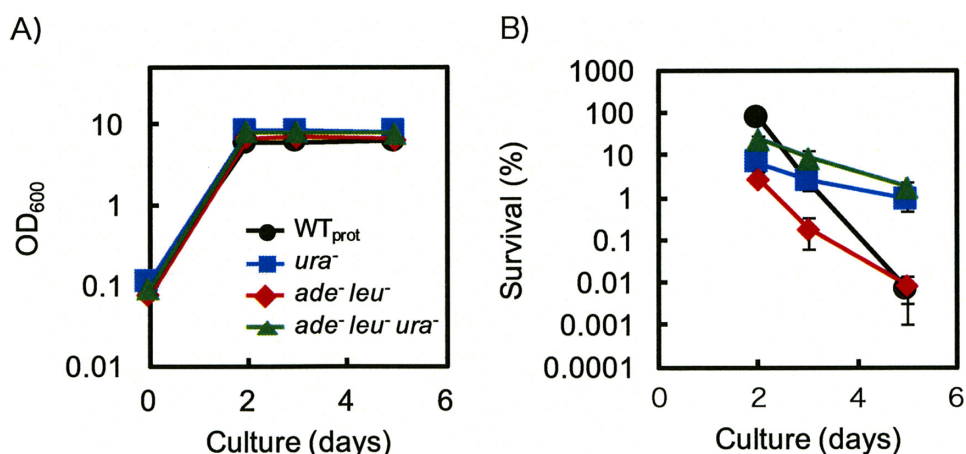 A)
OD600
10
1
0.1
0.01
0 2 4 6
Culture (days)
WTprot
ura-
ade- leu-
ade- leu- ura-
B)
Survival (%)
1000
100
10
1
0.1
0.01
0.001
0.0001
0 2 4 6
Culture (days)